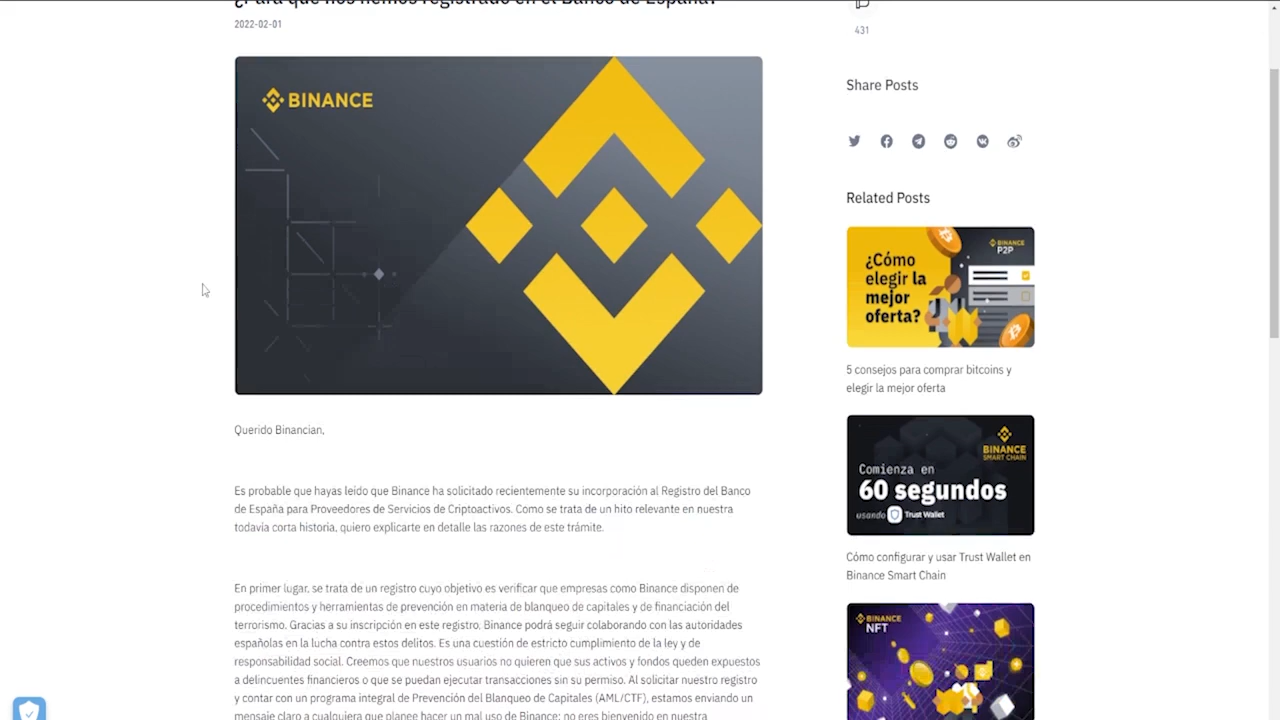 ¿Para qué nos hemos registrado en el Banco de España?
2022-02-01
BINANCE
Querido Binancian,
Es probable que hayas leído que Binance ha solicitado recientemente su incorporación al Registro del Banco
de España para Proveedores de Servicios de Criptoactivos. Como se trata de un hito relevante en nuestra
todavía corta historia, quiero explicarte en detalle las razones de este trámite.
En primer lugar, se trata de un registro cuyo objetivo es verificar que empresas como Binance disponen de
procedimientos y herramientas de prevención en materia de blanqueo de capitales y de financiación del
terrorismo. Gracias a su inscripción en este registro, Binance podrá seguir colaborando con las autoridades
españolas en la lucha contra estos delitos. Es una cuestión de estricto cumplimiento de la ley y de
responsabilidad social. Creemos que nuestros usuarios no quieren que sus activos y fondos queden expuestos
a delincuentes financieros o que se puedan ejecutar transacciones sin su permiso. Al solicitar nuestro registro
y contar con un programa integral de Prevención del Blanqueo de Capitales (AML/CTF), estamos enviando un
mensaje claro a cualquiera que planee hacer un mal uso de Binance: no eres bienvenido en nuestra
431
Share Posts
Related Posts
BINANCE
P2P
¿Cómo
elegir la
mejor
oferta?
5 consejos para comprar bitcoins y
elegir la mejor oferta
BINANCE
SMART CHAIN
Comienza en
60 segundos
usando Trust Wallet
Cómo configurar y usar Trust Wallet en
Binance Smart Chain
BINANCE
NFT